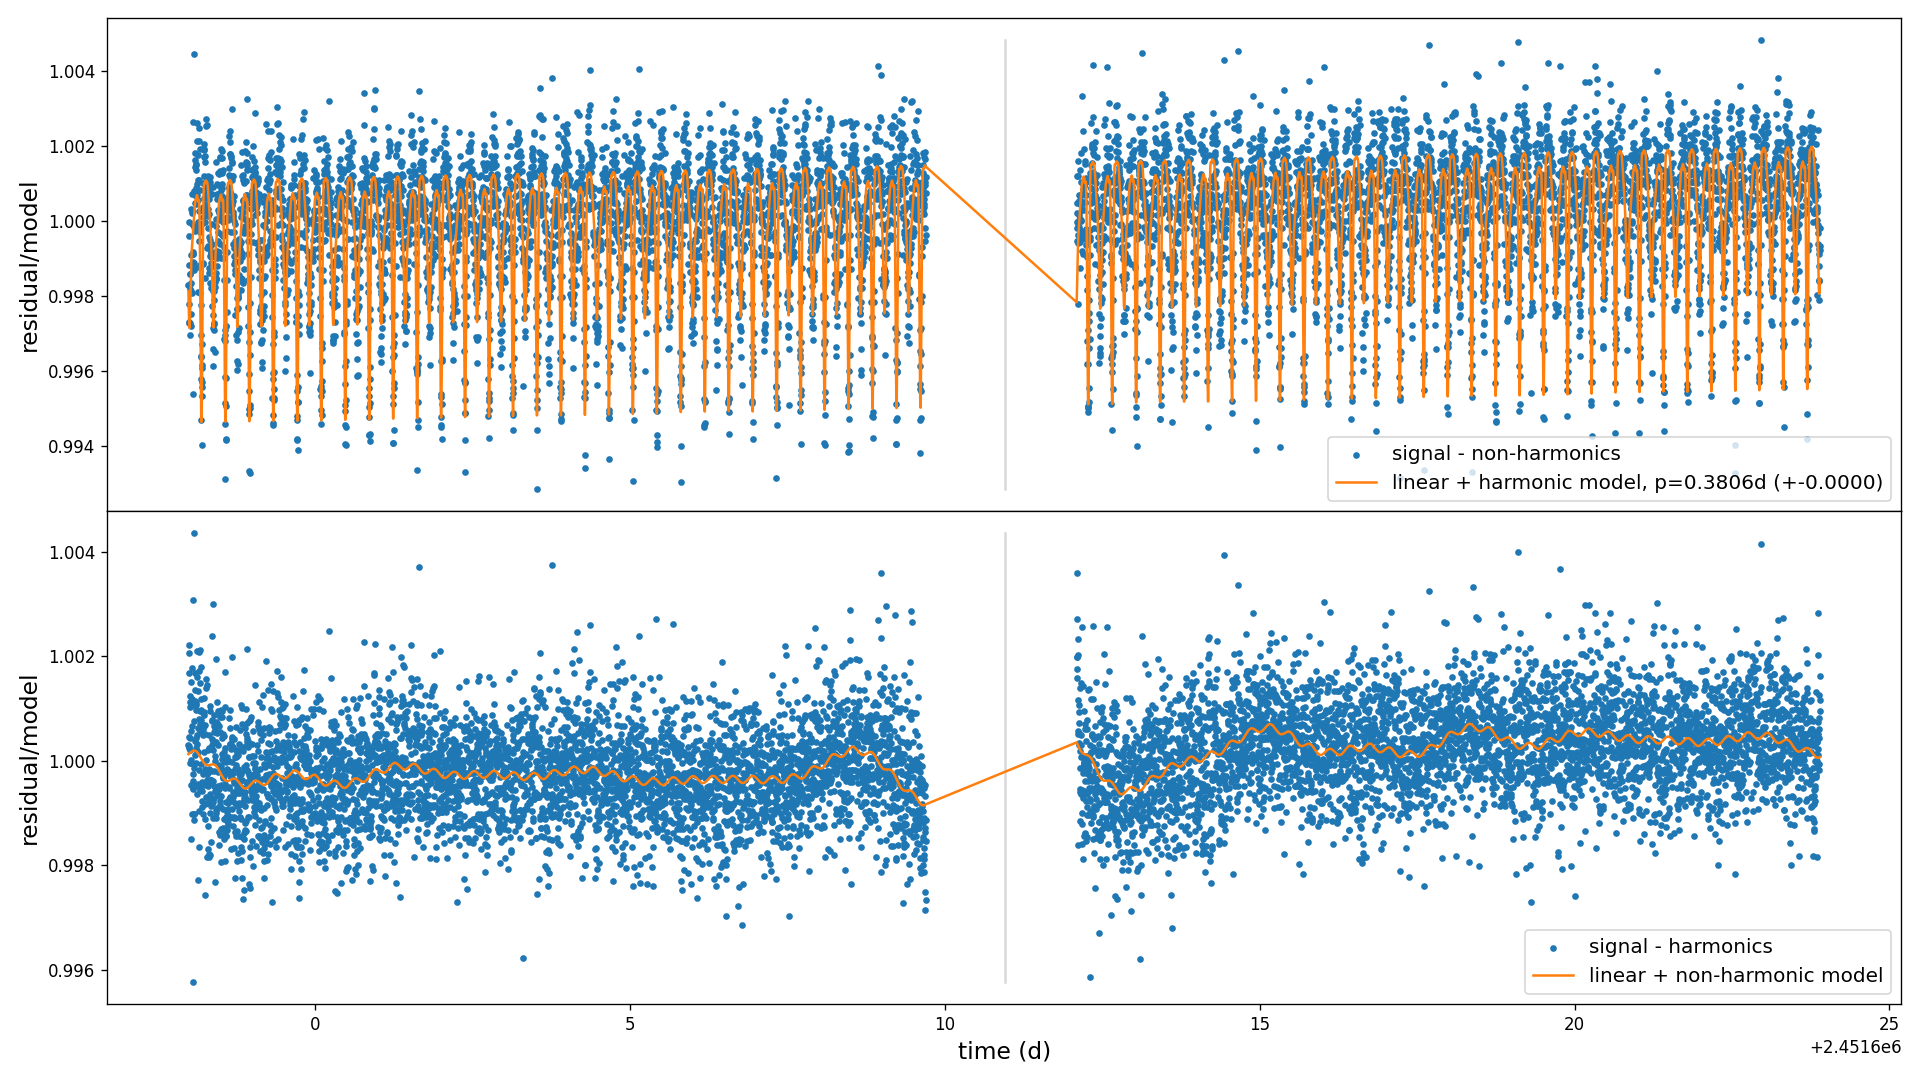 1.004
1.002
1.000
0.998
0.996
0.994
residual/model
signal - non-harmonics
linear + harmonic model, p=0.3806d (+-0.0000)
1.004
1.002
1.000
0.998
0.996
residual/model
signal - harmonics
linear + non-harmonic model
0 5 10 15 20 25
time (d)
+2.4516e6